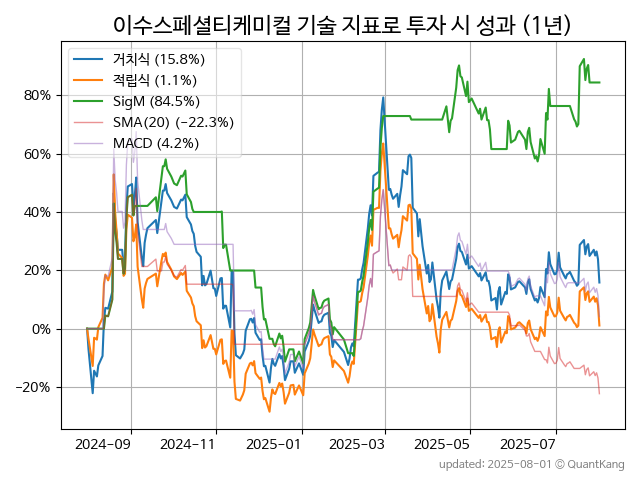 이수스페셜티케미컬 기술 지표로 투자 시 성과 (1년)
거치식 (15.8%)
적립식 (1.1%)
SigM (84.5%)
SMA(20) (−22.3%)
MACD (4.2%)
80%
60%
40%
20%
0%
−20%
2024-09
2024-11
2025-01
2025-03
2025-05
2025-07
updated: 2025-08-01 © QuantKang